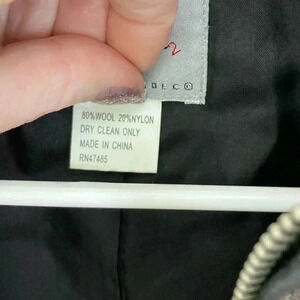 80%WOOL 20%NYLON
DRY CLEAN ONLY
MADE IN CHINA
RN47485